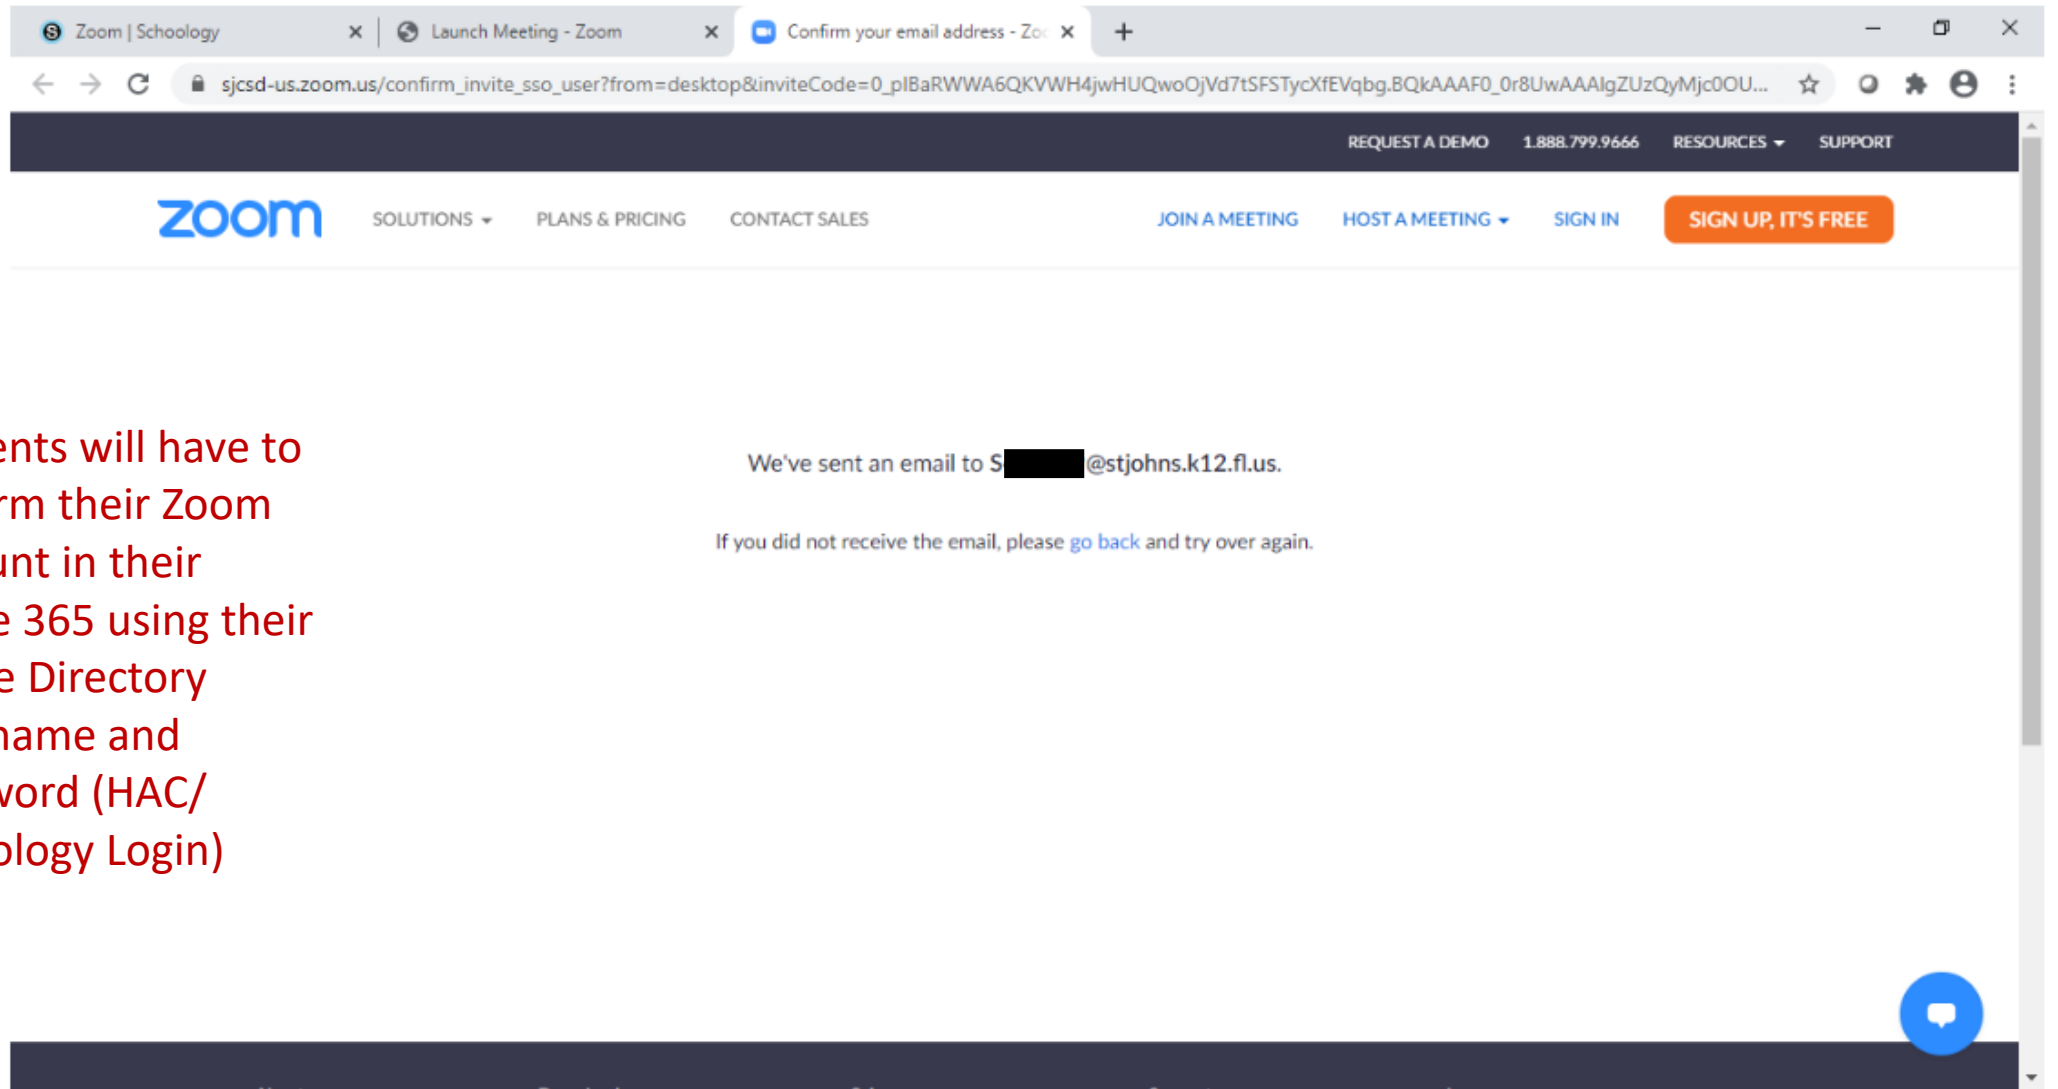 Zoom | Schoology
Launch Meeting - Zoom
Confirm your email address - Zoo
sjcsd-us.zoom.us/confirm_invite_sso_user?from=desktop&inviteCode=0_pIBaRWWA6QKVWH4jwHUQwoOjVd7tSFSTycXfEVqbg.BQkAAAF0_0r8UwAAAIgZUzQyMjc0OU...
REQUEST A DEMO 1.888.799.9666 RESOURCES SUPPORT
zoom SOLUTIONS PLANS & PRICING CONTACT SALES JOIN A MEETING HOST A MEETING SIGN IN SIGN UP, IT'S FREE
ents will have to
rm their Zoom
unt in their
e 365 using their
e Directory
name and
word (HAC/
ology Login)
We've sent an email to S @stjohns.k12.fl.us.
If you did not receive the email, please go back and try over again.